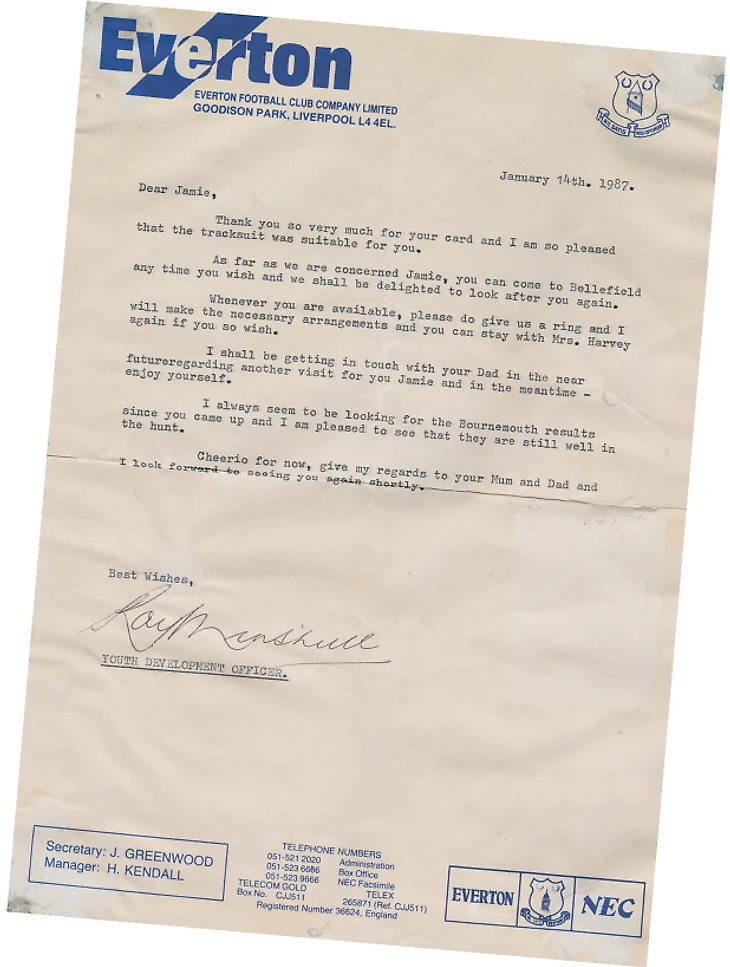 Everton
EVERTON FOOTBALL CLUB COMPANY LIMITED
GOODISON PARK, LIVERPOOL L4 4EL.
January 14th. 1987.
Dear Jamie,
Thank you so very much for your card and I am so pleased
that the tracksuit was suitable for you.
As far as we are concerned Jamie, you can come to Bellefield
any time you wish and we shall be delighted to look after you again.
Whenever you are available, please do give us a ring and I
will make the necessary arrangements and you can stay with Mrs. Harvey
again if you so wish.
I shall be getting in touch with your Dad in the near
futureregarding another visit for you Jamie and in the meantime -
enjoy yourself.
I always seem to be looking for the Bournemouth results
since you came up and I am pleased to see that they are still well in
the hunt.
Cheerio for now, give my regards to your Mum and Dad and
I look forward to seeing you again shortly.
Best Wishes,
Ray Minshull
YOUTH DEVELOPMENT OFFICER.
Secretary: J. GREENWOOD
Manager: H. KENDALL
TELEPHONE NUMBERS
051-521 2020 Administration
051-523 6666 Box Office
051-523 9666 NEC Facsimile
TELECOM GOLD TELEX
Box No. CJJ511 265871 (Ref. CJJ511)
Registered Number 36624, England
EVERTON NEC